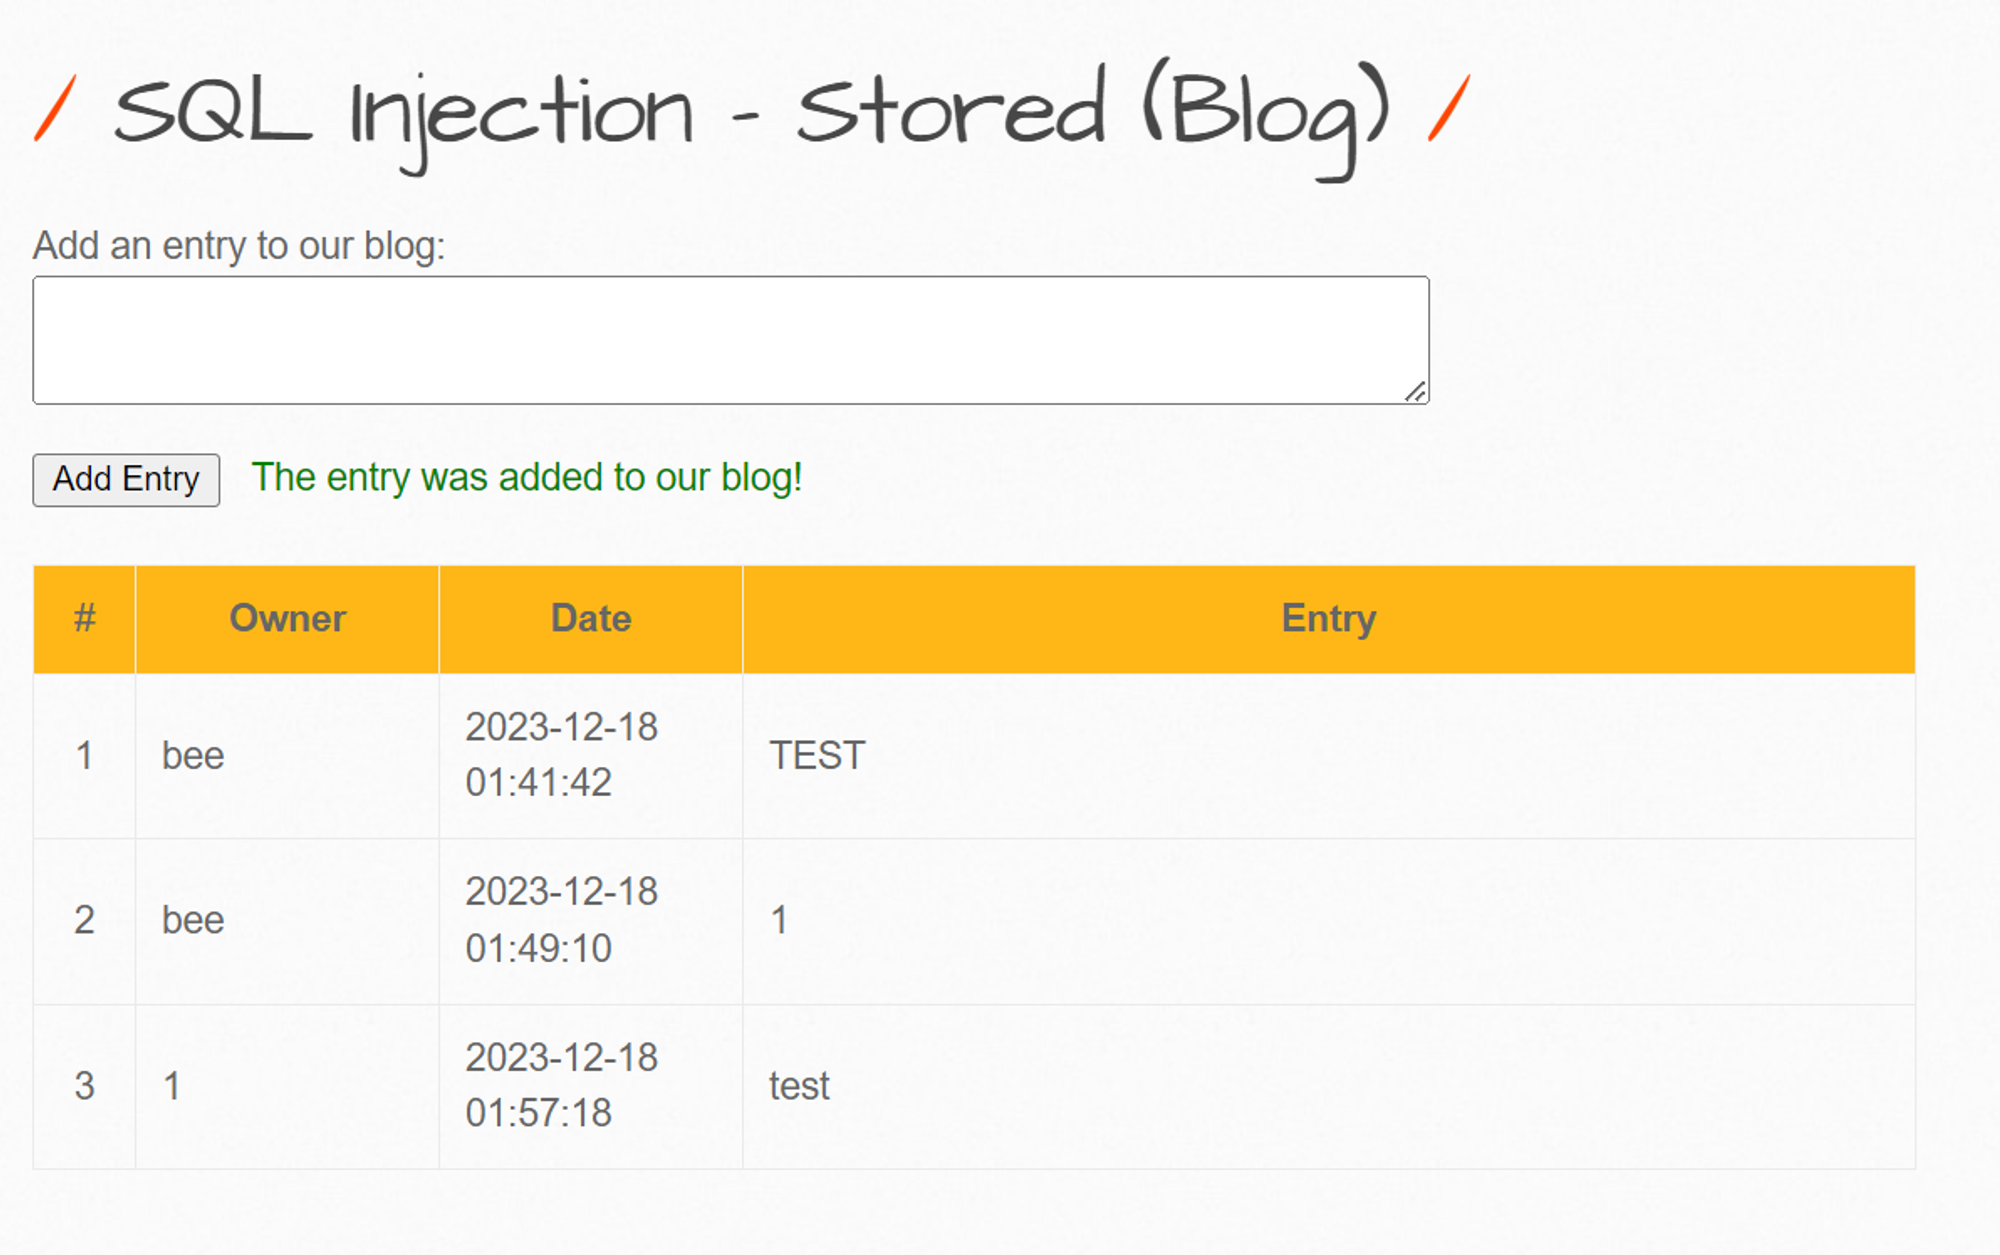 / SQL Injection - Stored (Blog) /
Add an entry to our blog:
Add Entry The entry was added to our blog!
# Owner Date Entry
1 bee 2023-12-18 01:41:42 TEST
2 bee 2023-12-18 01:49:10 1
3 1 2023-12-18 01:57:18 test